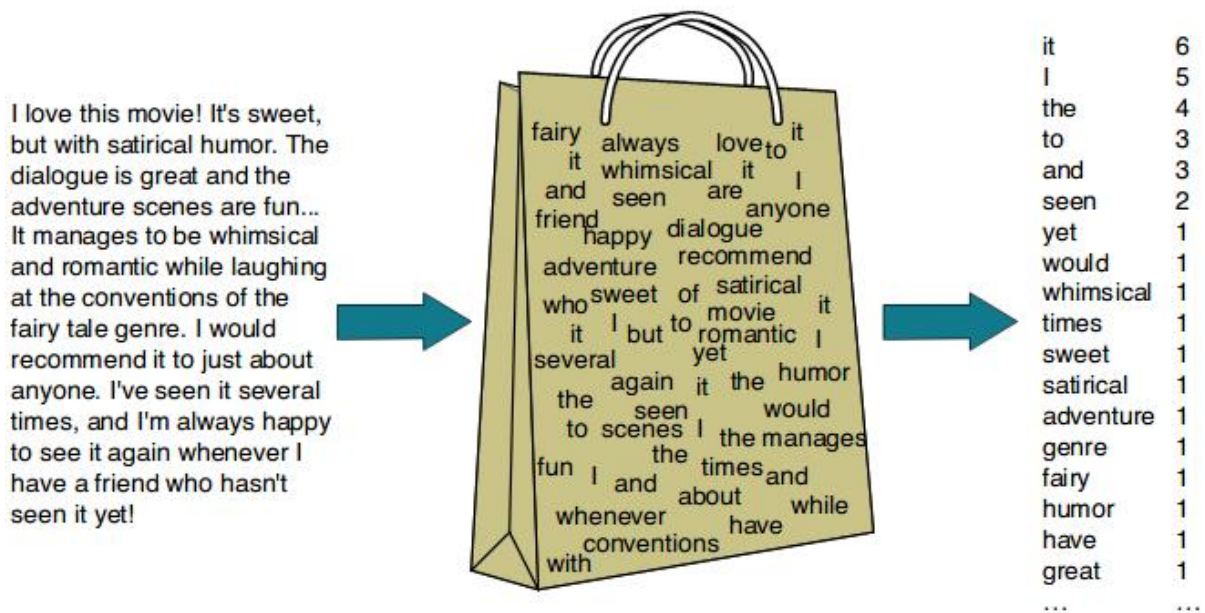 I love this movie! It's sweet,
but with satirical humor. The
dialogue is great and the
adventure scenes are fun...
It manages to be whimsical
and romantic while laughing
at the conventions of the
fairy tale genre. I would
recommend it to just about
anyone. I've seen it several
times, and I'm always happy
to see it again whenever I
have a friend who hasn't
seen it yet!
fairy always love to it
it whimsical it I
and seen are anyone
friend happy dialogue
adventure recommend
who sweet of satirical
it I but to movie it
romantic I
several yet
again it the humor
the seen would
to scenes I the manages
the
fun I and times and
about
whenever have while
conventions
with
it 6
I 5
the 4
to 3
and 3
seen 2
yet 1
would 1
whimsical 1
times 1
sweet 1
satirical 1
adventure 1
genre 1
fairy 1
humor 1
have 1
great 1
... ...